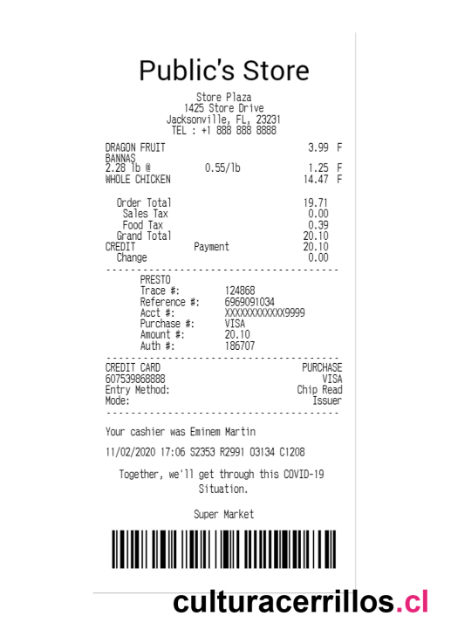 Public's Store
Store Plaza
1425 Store Drive
Jacksonville, FL, 23231
TEL : +1 888 888 8888
DRAGON FRUIT 3.99 F
BANNAS
2.28 lb @ 0.55/lb 1.25 F
WHOLE CHICKEN 14.47 F
Order Total 19.71
Sales Tax 0.00
Food Tax 0.39
Grand Total 20.10
CREDIT Payment 20.10
Change 0.00
PRESTO
Trace #: 124868
Reference #: 6969091034
Acct #: XXXXXXXXXXXX9999
Purchase #: VISA
Amount #: 20.10
Auth #: 186707
CREDIT CARD PURCHASE
607539868888 VISA
Entry Method: Chip Read
Mode: Issuer
Your cashier was Eminem Martin
11/02/2020 17:06 S2353 R2991 O3134 C1208
Together, we'll get through this COVID-19
Situation.
Super Market
culturacerrillos.cl